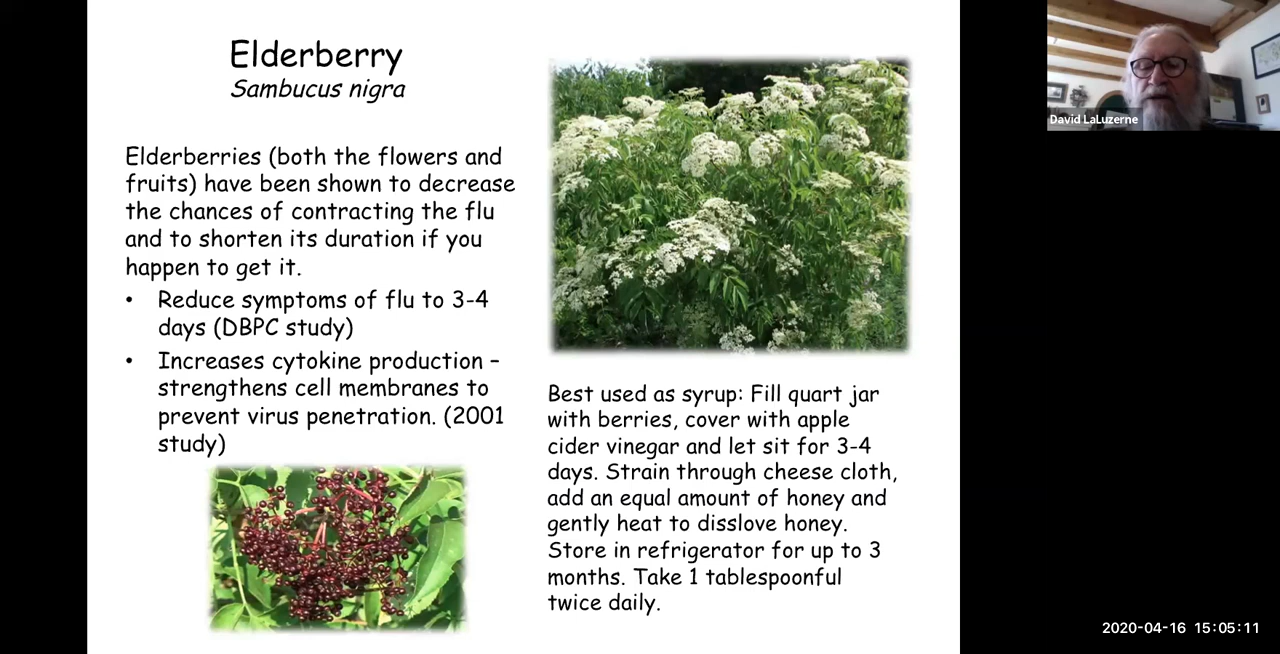 Elderberry
Sambucus nigra
Elderberries (both the flowers and
fruits) have been shown to decrease
the chances of contracting the flu
and to shorten its duration if you
happen to get it.
• Reduce symptoms of flu to 3-4
days (DBPC study)
• Increases cytokine production –
strengthens cell membranes to
prevent virus penetration. (2001
study)
Best used as syrup: Fill quart jar
with berries, cover with apple
cider vinegar and let sit for 3-4
days. Strain through cheese cloth,
add an equal amount of honey and
gently heat to disslove honey.
Store in refrigerator for up to 3
months. Take 1 tablespoonful
twice daily.
David LaLuzerne
2020-04-16 15:05:11